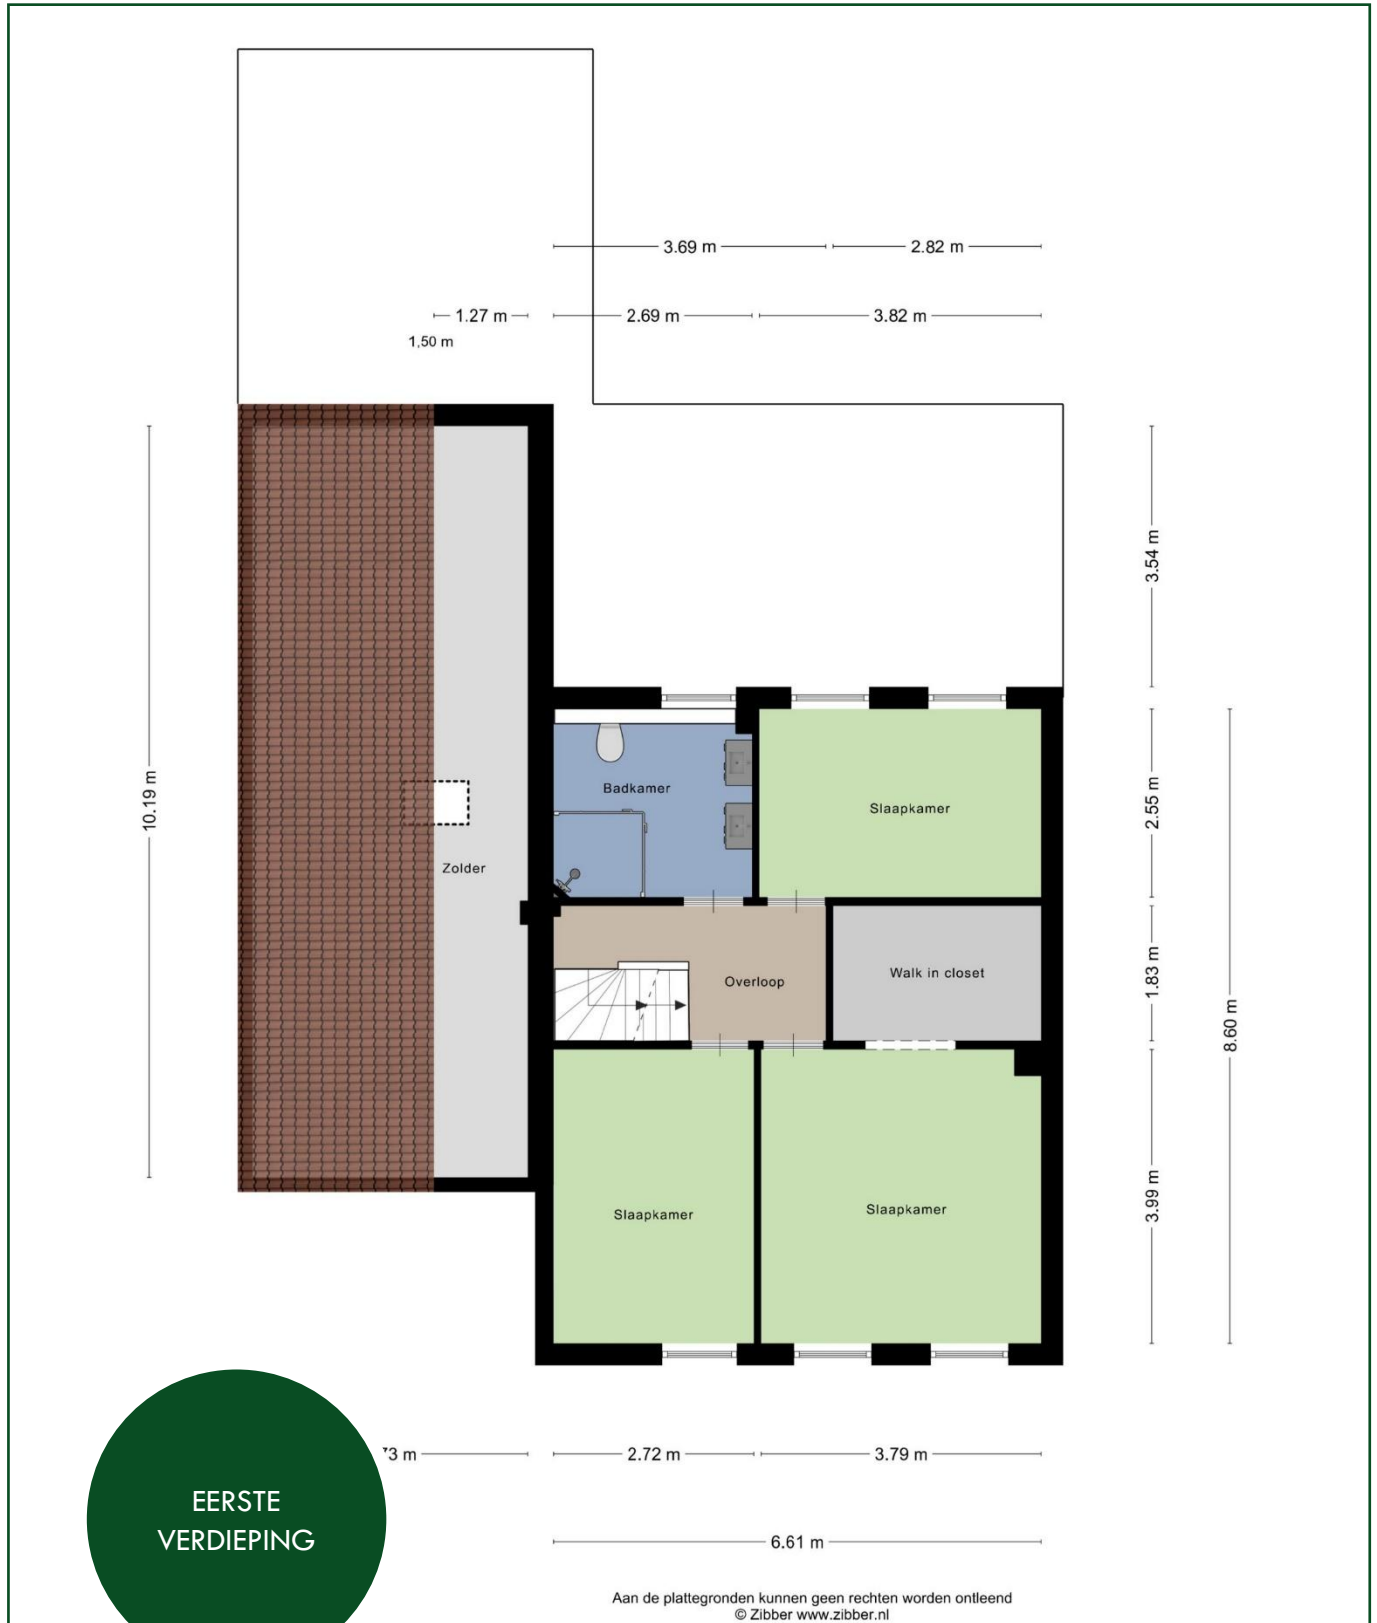 3.69 m
2.82 m
1.27 m
2.69 m
3.82 m
1,50 m
3.54 m
10.19 m
Badkamer
Slaapkamer
2.55 m
Zolder
Overloop
Walk in closet
1.83 m
8.60 m
Slaapkamer
Slaapkamer
3.99 m
73 m
2.72 m
3.79 m
EERSTE
VERDIEPING
6.61 m
Aan de plattegronden kunnen geen rechten worden ontleend
© Zibber www.zibber.nl